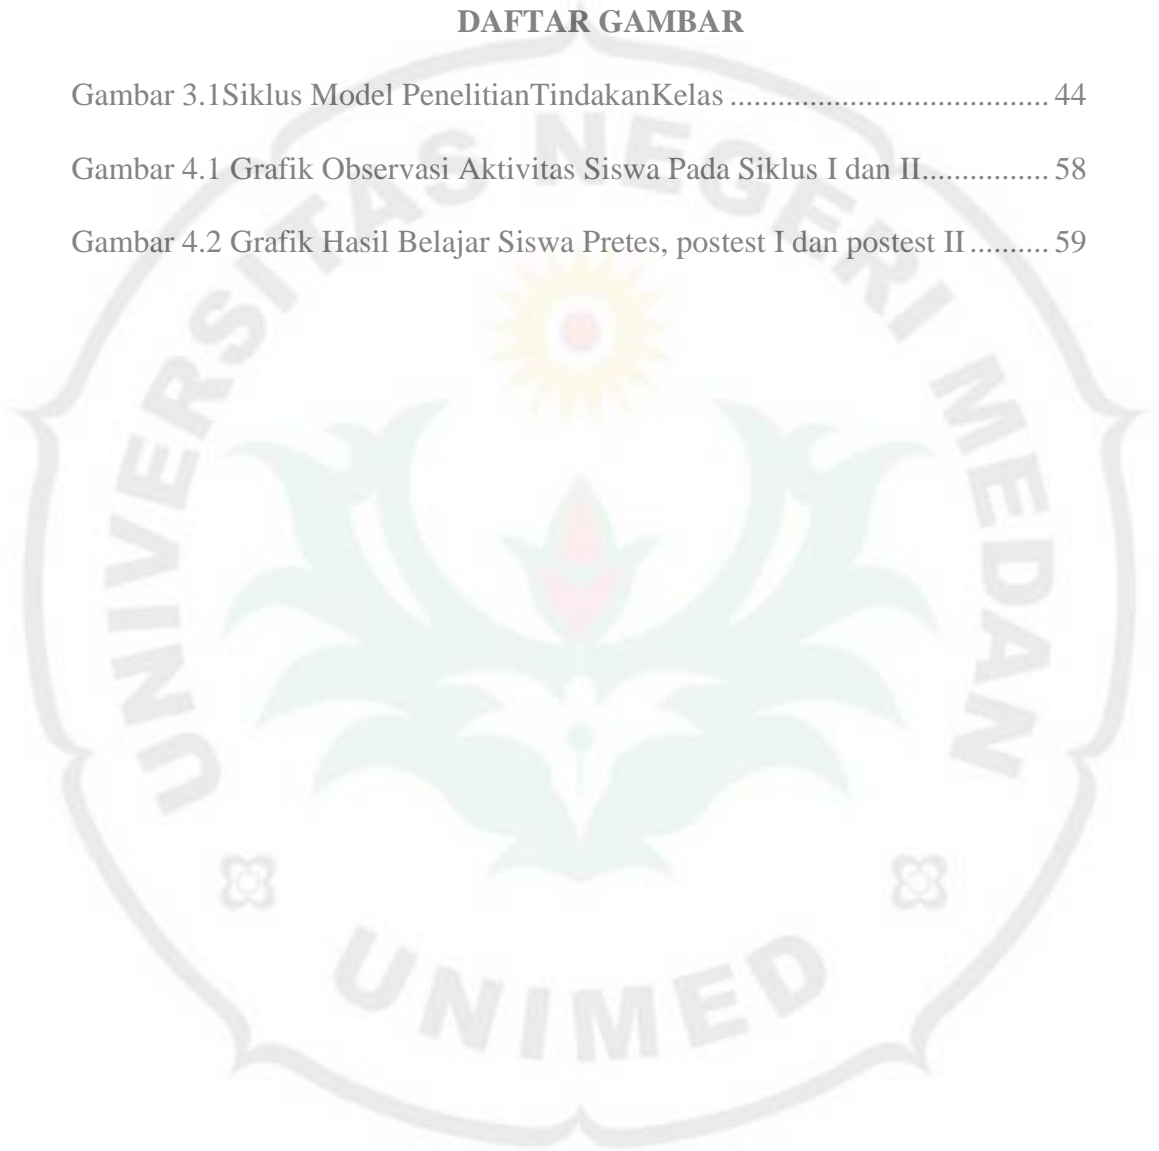 DAFTAR GAMBAR
Gambar 3.1Siklus Model PenelitianTindakanKelas ........................................ 44
Gambar 4.1 Grafik Observasi Aktivitas Siswa Pada Siklus I dan II................ 58
Gambar 4.2 Grafik Hasil Belajar Siswa Pretes, postest I dan postest II .......... 59
UNIVERSITAS NEGERI MEDAN
UNIMED